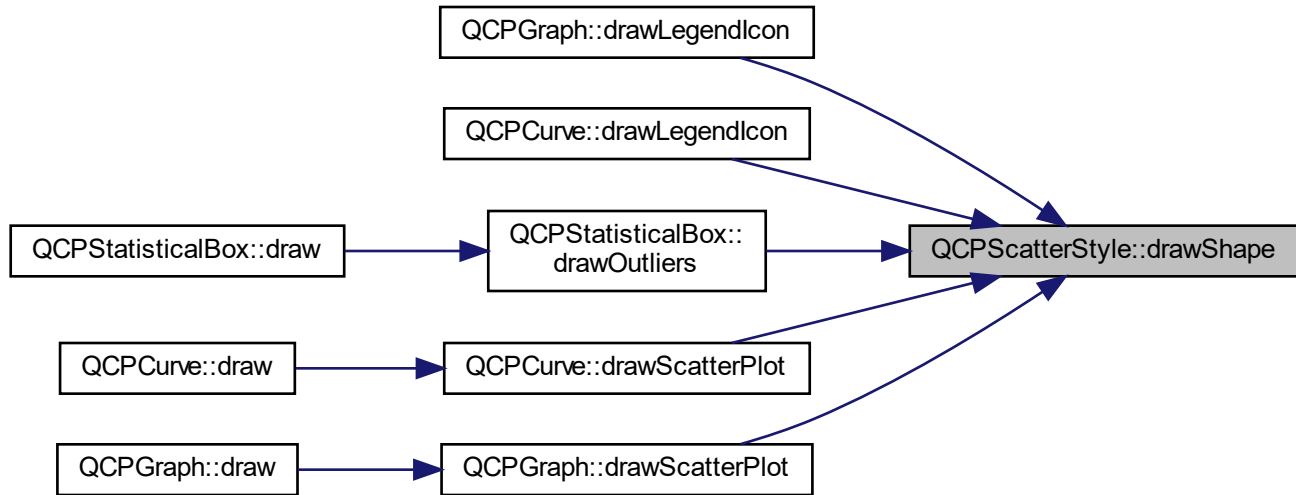 QCPGraph::drawLegendIcon
QCPCurve::drawLegendIcon
QCPStatisticalBox::draw
QCPStatisticalBox::
drawOutliers
QCPScatterStyle::drawShape
QCPCurve::draw
QCPCurve::drawScatterPlot
QCPGraph::draw
QCPGraph::drawScatterPlot